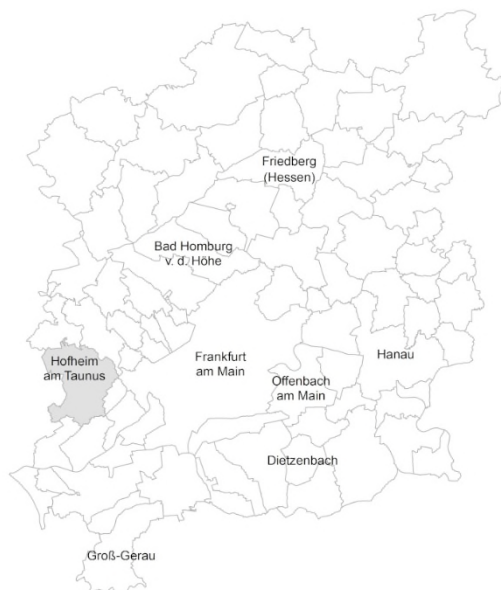 Friedberg
(Hessen)
Bad Homburg
v. d. Höhe
Hofheim
am Taunus
Frankfurt
am Main
Hanau
Offenbach
am Main
Dietzenbach
Groß-Gerau